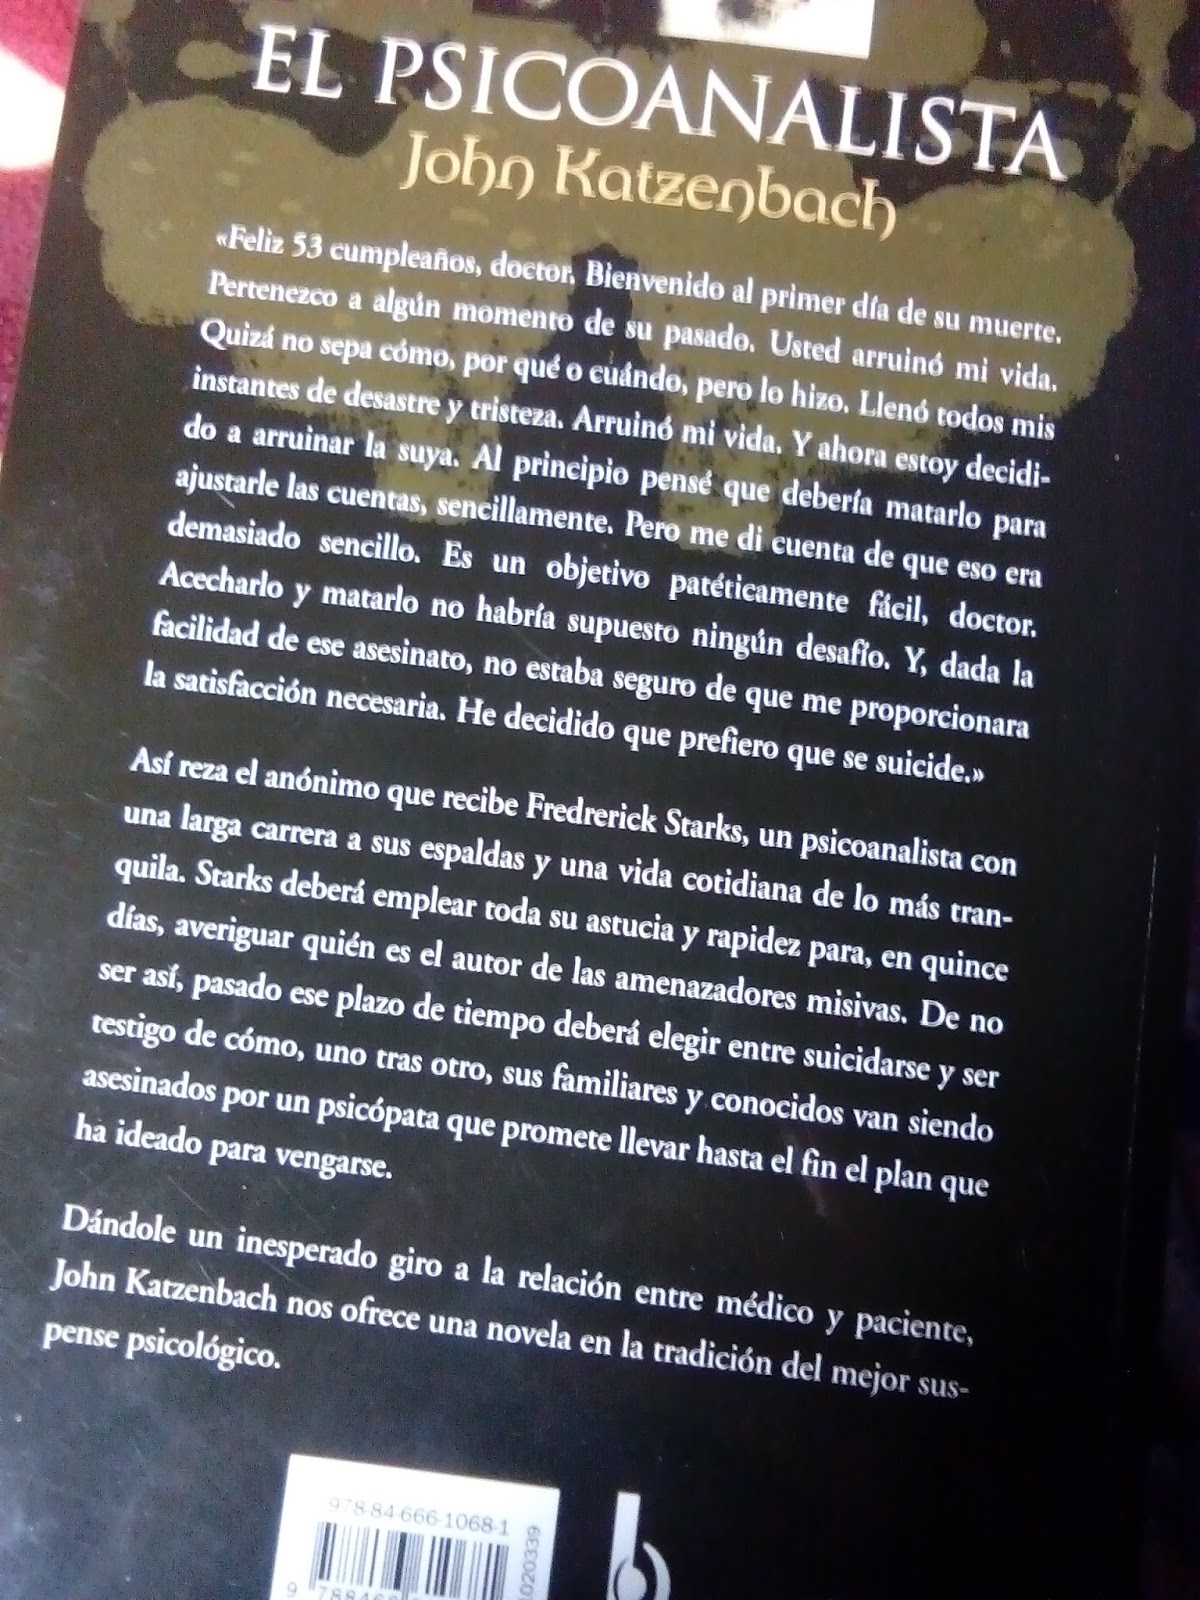 EL PSICOANALISTA
John Katzenbach
«Feliz 53 cumpleaños, doctor. Bienvenido al primer día de su muerte.
Pertenezco a algún momento de su pasado. Usted arruinó mi vida.
Quizá no sepa cómo, por qué o cuándo, pero lo hizo. Llenó todos mis
instantes de desastre y tristeza. Arruinó mi vida. Y ahora estoy decidi-
do a arruinar la suya. Al principio pensé que debería matarlo para
ajustarle las cuentas, sencillamente. Pero me di cuenta de que eso era
demasiado sencillo. Es un objetivo patéticamente fácil, doctor.
Acecharlo y matarlo no habría supuesto ningún desafío. Y, dada la
facilidad de ese asesinato, no estaba seguro de que me proporcionara
la satisfacción necesaria. He decidido que prefiero que se suicide.»
Así reza el anónimo que recibe Fredrerick Starks, un psicoanalista con
una larga carrera a sus espaldas y una vida cotidiana de lo más tran-
quila. Starks deberá emplear toda su astucia y rapidez para, en quince
días, averiguar quién es el autor de las amenazadores misivas. De no
ser así, pasado ese plazo de tiempo deberá elegir entre suicidarse y ser
testigo de cómo, uno tras otro, sus familiares y conocidos van siendo
asesinados por un psicópata que promete llevar hasta el fin el plan que
ha ideado para vengarse.
Dándole un inesperado giro a la relación entre médico y paciente,
John Katzenbach nos ofrece una novela en la tradición del mejor sus-
pense psicológico.
978-84-666-1068-1
1020339
b